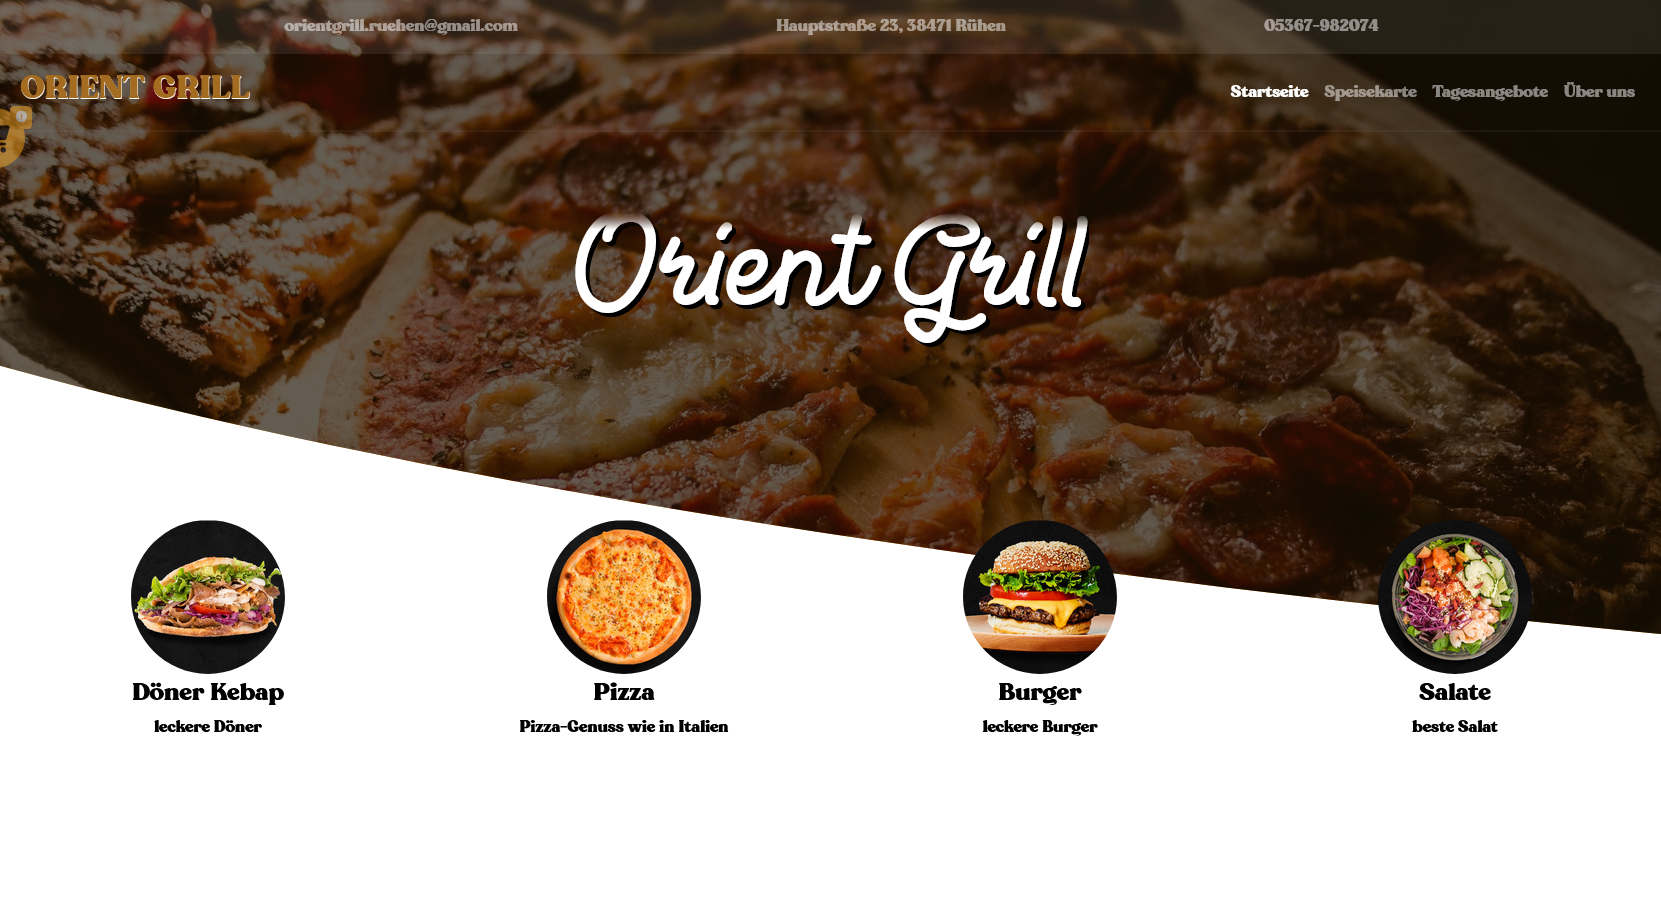 orientgrill.ruehen@gmail.com
Hauptstraße 23, 38471 Rühen
05367-982074
ORIENT GRILL
Startseite Speisekarte Tagesangebote Über uns
Orient Grill
Döner Kebap
leckere Döner
Pizza
Pizza-Genuss wie in Italien
Burger
leckere Burger
Salate
beste Salat